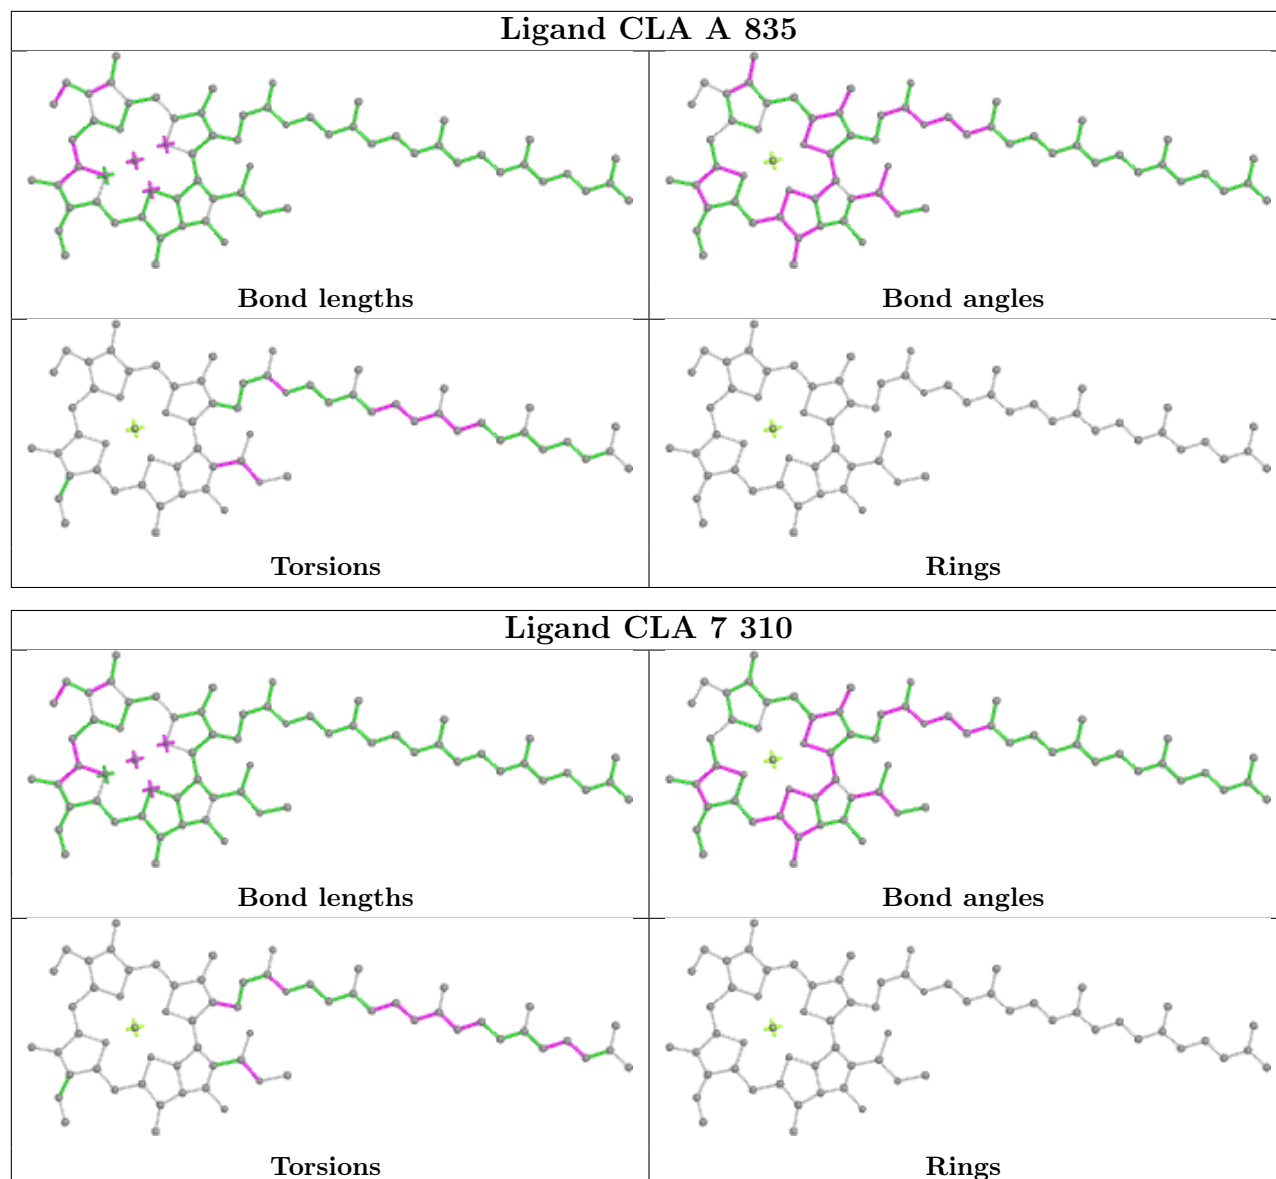 Ligand CLA A 835
Bond lengths
Bond angles
Torsions
Rings
Ligand CLA 7 310
Bond lengths
Bond angles
Torsions
Rings